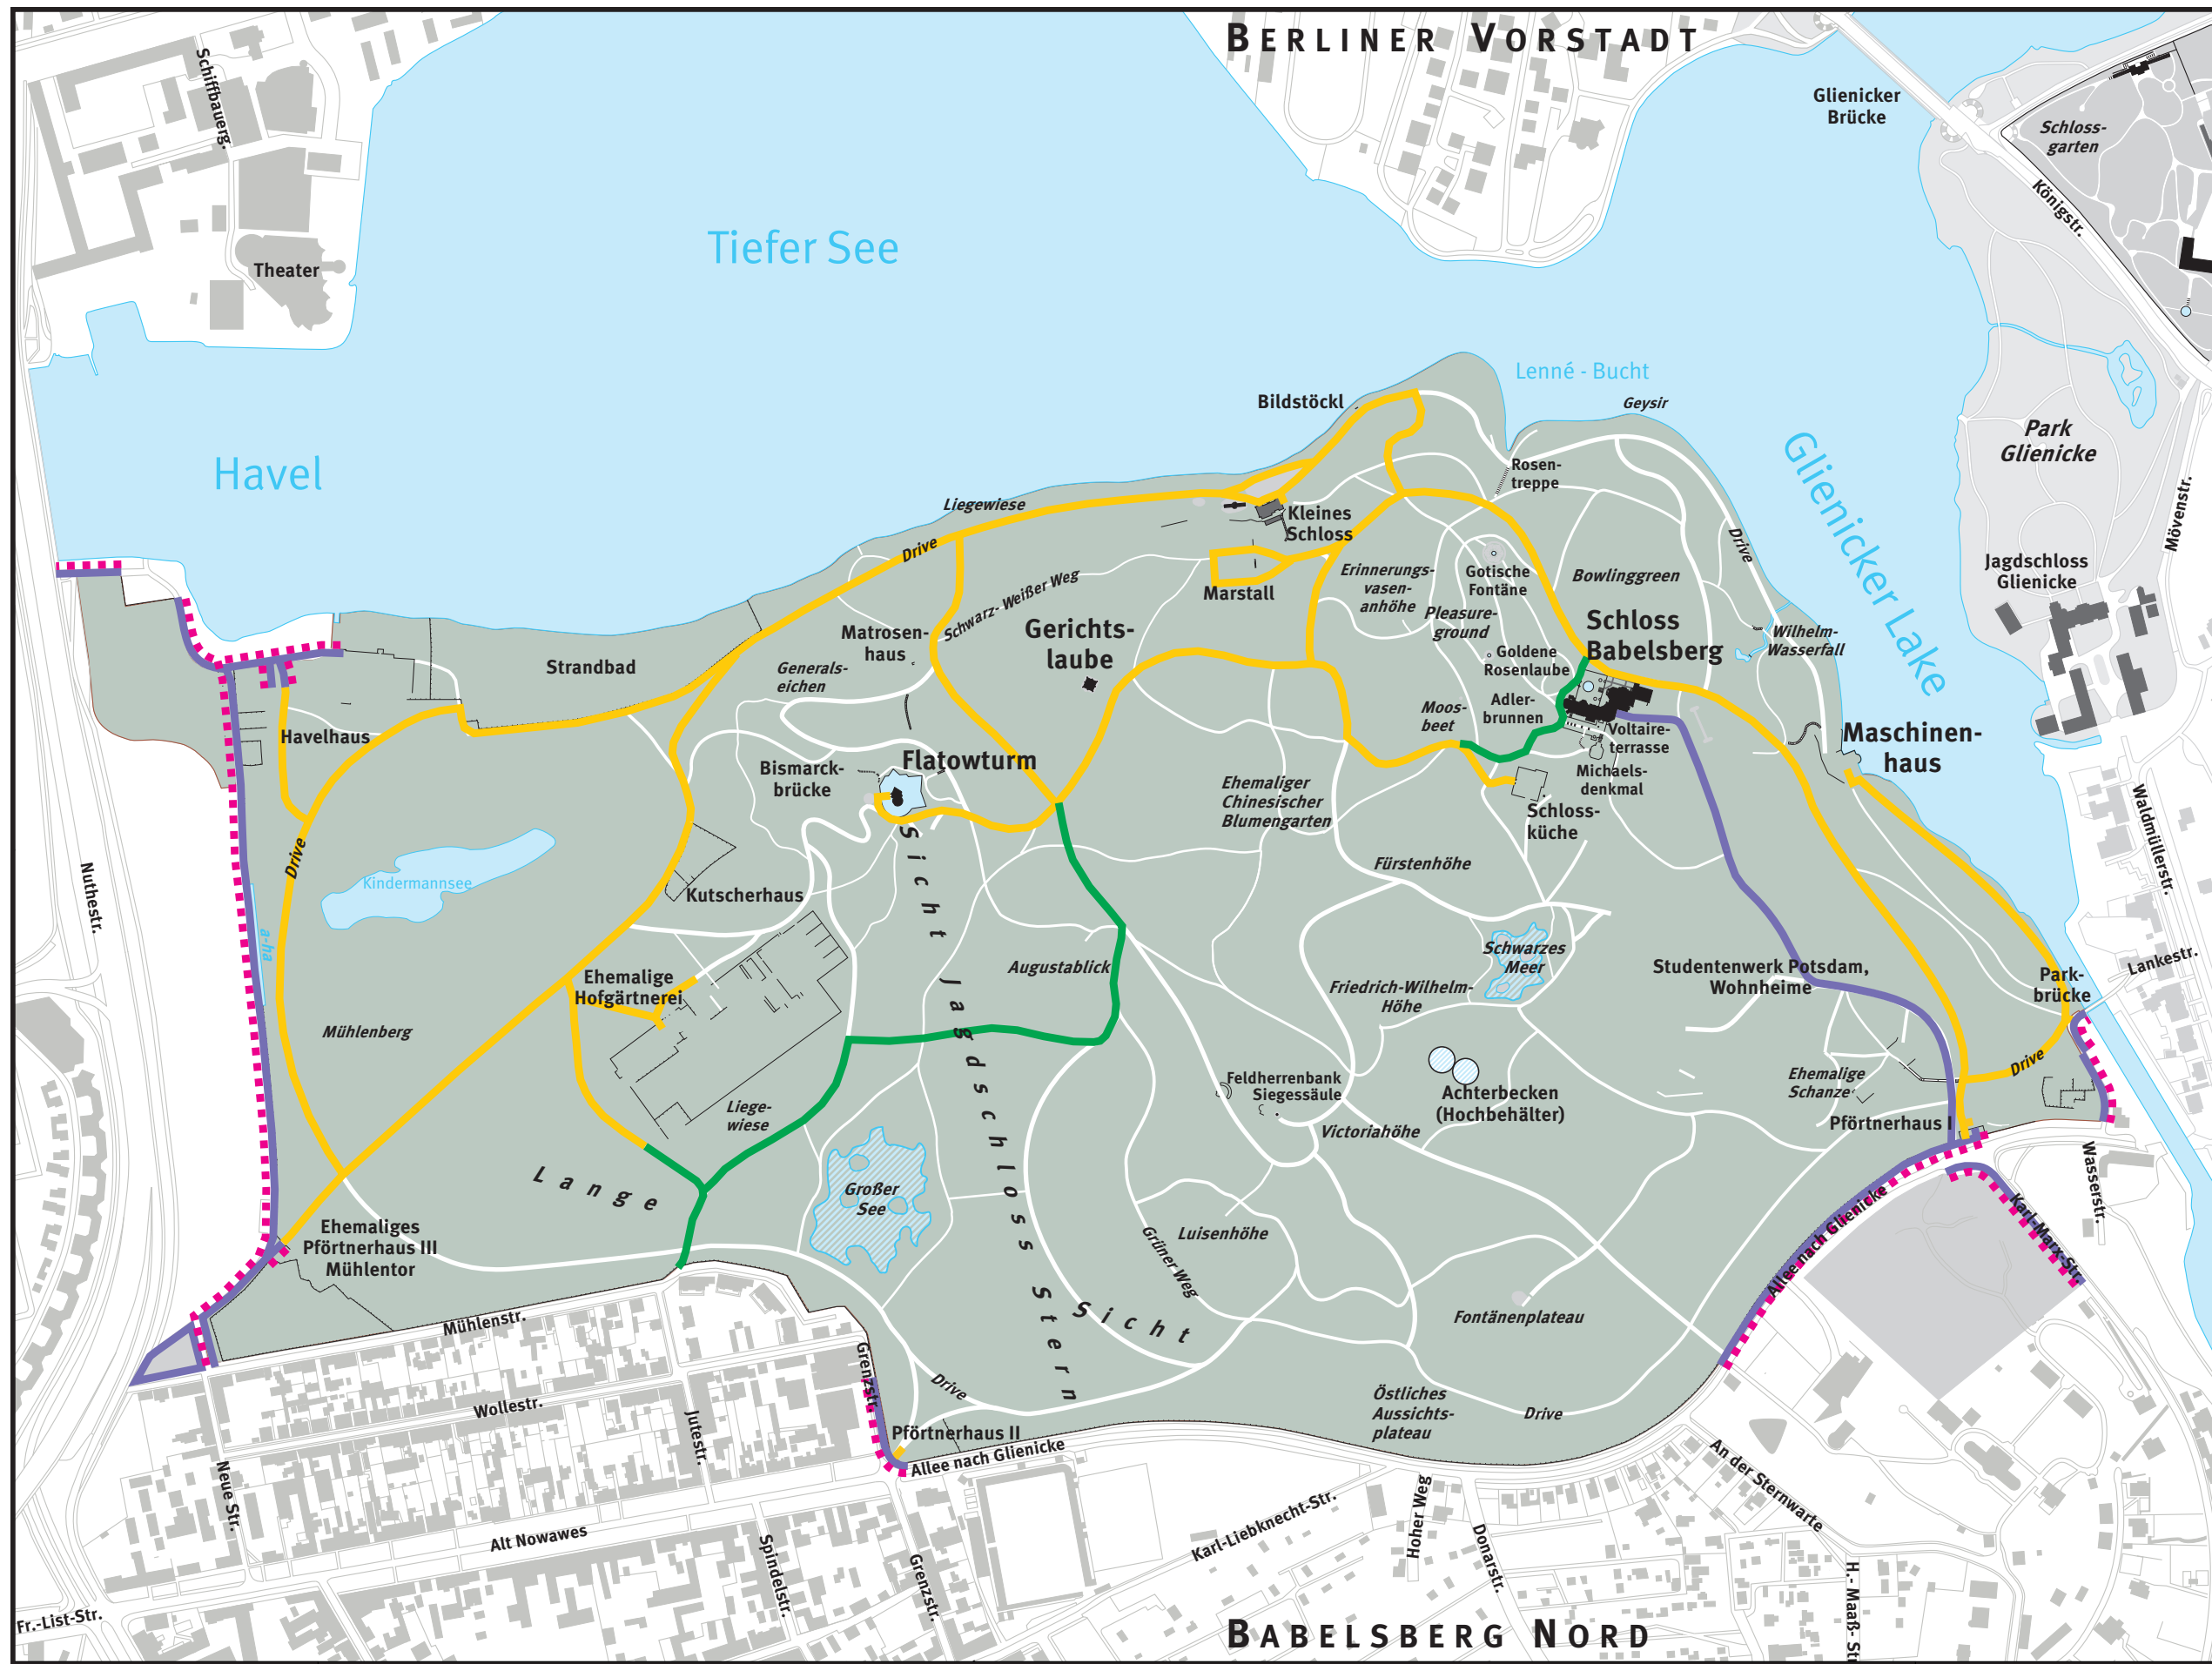 BERLINER VORSTADT
Schiffbauerg.
Glienicker
Brücke
Schloss-
garten
Königstr.
Theater
Tiefer See
Havel
Lenné - Bucht
Geysir
Bildstöckl
Park
Glienicke
Glienicker Lake
Mövenstr.
Rosen-
treppe
Liegewiese
Kleines
Schloss
Drive
Drive
Jagdschloss
Glienicke
Erinnerungs-
vasen-
anhöhe
Gotische
Fontäne
Bowlinggreen
Marstall
Schwarz- Weißer Weg
Pleasure-
ground
Schloss
Babelsberg
Gerichts-
laube
Matrosen-
haus
Wilhelm-
Wasserfall
Goldene
Rosenlaube
Strandbad
Generals-
eichen
Moos-
beet
Adler-
brunnen
Voltaire-
terrasse
Maschinen-
haus
Havelhaus
Flatowturm
Bismarck-
brücke
Michaels-
denkmal
Ehemaliger
Chinesischer
Blumengarten
Schloss-
küche
Waldmüllerstr.
Drive
Kindermannsee
Nuthestr.
Fürstenhöhe
Kutscherhaus
a-ha
Sicht Jagdschloss Stern
Schwarzes
Meer
Augustablick
Ehemalige
Hofgärtnerei
Studentenwerk Potsdam,
Wohnheime
Park-
brücke
Lankestr.
Friedrich-Wilhelm-
Höhe
Mühlenberg
Drive
Feldherrenbank
Siegessäule
Achterbecken
(Hochbehälter)
Ehemalige
Schanze
Liege-
wiese
Pförtnerhaus I
Victoriahöhe
Wasserstr.
Lange
Sicht
Großer
See
Karl-Marx-Str.
Allee nach Glienicke
Ehemaliges
Pförtnerhaus III
Mühlentor
Luisenhöhe
Grüner Weg
Fontänenplateau
Mühlenstr.
Grenzstr.
Drive
Östliches
Aussichts-
plateau
Drive
Wollestr.
Jutestr.
Pförtnerhaus II
Allee nach Glienicke
An der Sternwarte
Neue Str.
Alt Nowawes
Spindelstr.
Grenzstr.
Karl-Liebknecht-Str.
Hoher Weg
Donarstr.
H.- Maaß- Str
Fr.-List-Str.
BABELSBERG NORD